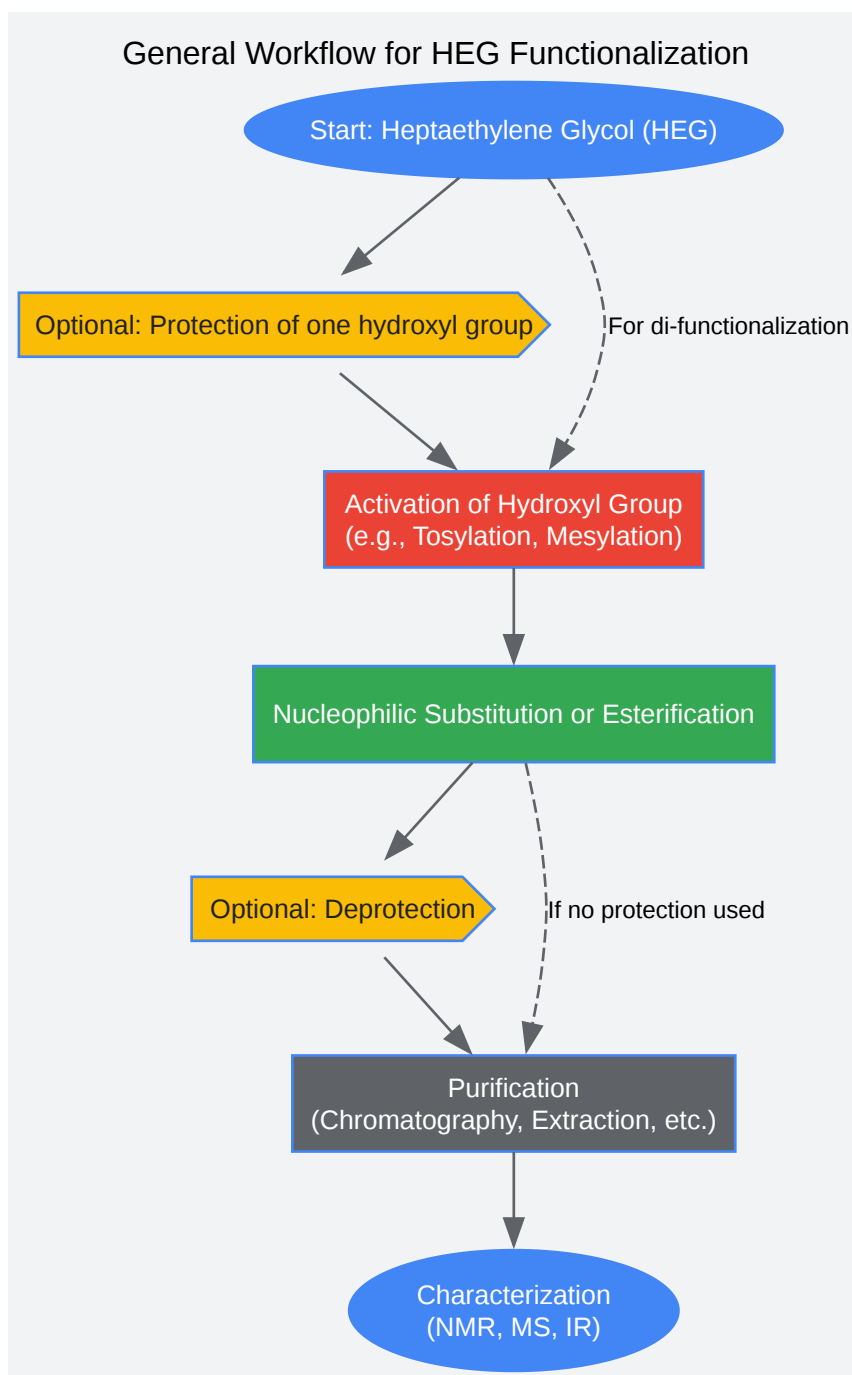 General Workflow for HEG Functionalization
Start: Heptaethylene Glycol (HEG)
Optional: Protection of one hydroxyl group
For di-functionalization
Activation of Hydroxyl Group
(e.g., Tosylation, Mesylation)
Nucleophilic Substitution or Esterification
Optional: Deprotection
If no protection used
Purification
(Chromatography, Extraction, etc.)
Characterization
(NMR, MS, IR)